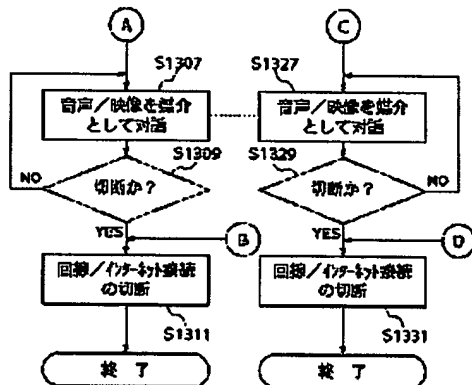 A
C
S1307
S1327
音声／映像を媒介
として対話
音声／映像を媒介
として対話
S1309
S1329
切断か？
切断か？
NO
NO
YES
YES
B
D
回線／インターネット接続
の切断
回線／インターネット接続
の切断
S1311
S1331
終了
終了